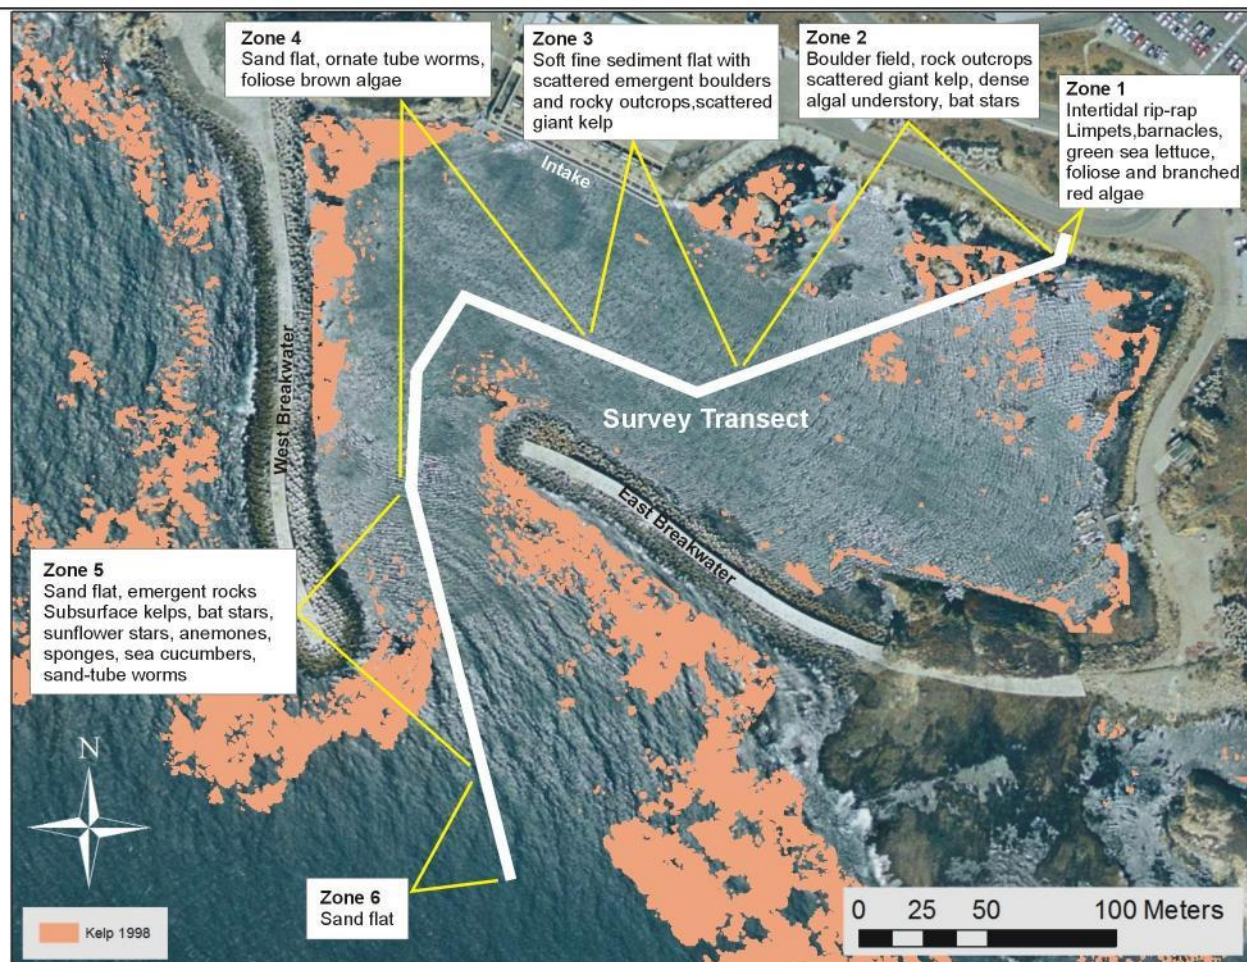 Zone 4
Sand flat, ornate tube worms,
foliose brown algae
Zone 3
Soft fine sediment flat with
scattered emergent boulders
and rocky outcrops,scattered
giant kelp
Zone 2
Boulder field, rock outcrops
scattered giant kelp, dense
algal understory, bat stars
Zone 1
Intertidal rip-rap
Limpets,barnacles,
green sea lettuce,
foliose and branched
red algae
Intake
West Breakwater
Survey Transect
East Breakwater
Zone 5
Sand flat, emergent rocks
Subsurface kelps, bat stars,
sunflower stars, anemones,
sponges, sea cucumbers,
sand-tube worms
N
Zone 6
Sand flat
Kelp 1998
0 25 50 100 Meters